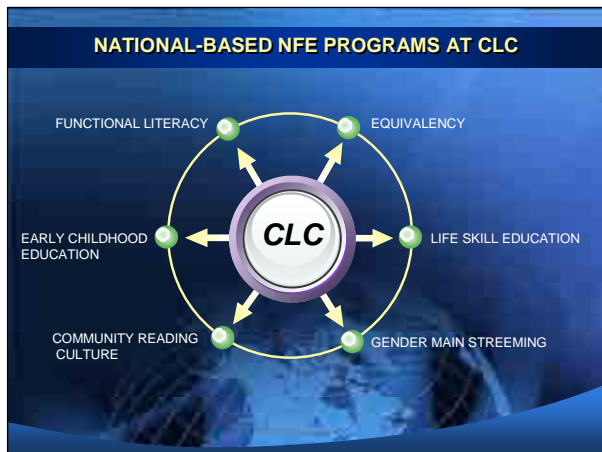 NATIONAL-BASED NFE PROGRAMS AT CLC
FUNCTIONAL LITERACY
EQUIVALENCY
EARLY CHILDHOOD
EDUCATION
CLC
LIFE SKILL EDUCATION
COMMUNITY READING
CULTURE
GENDER MAIN STREEMING